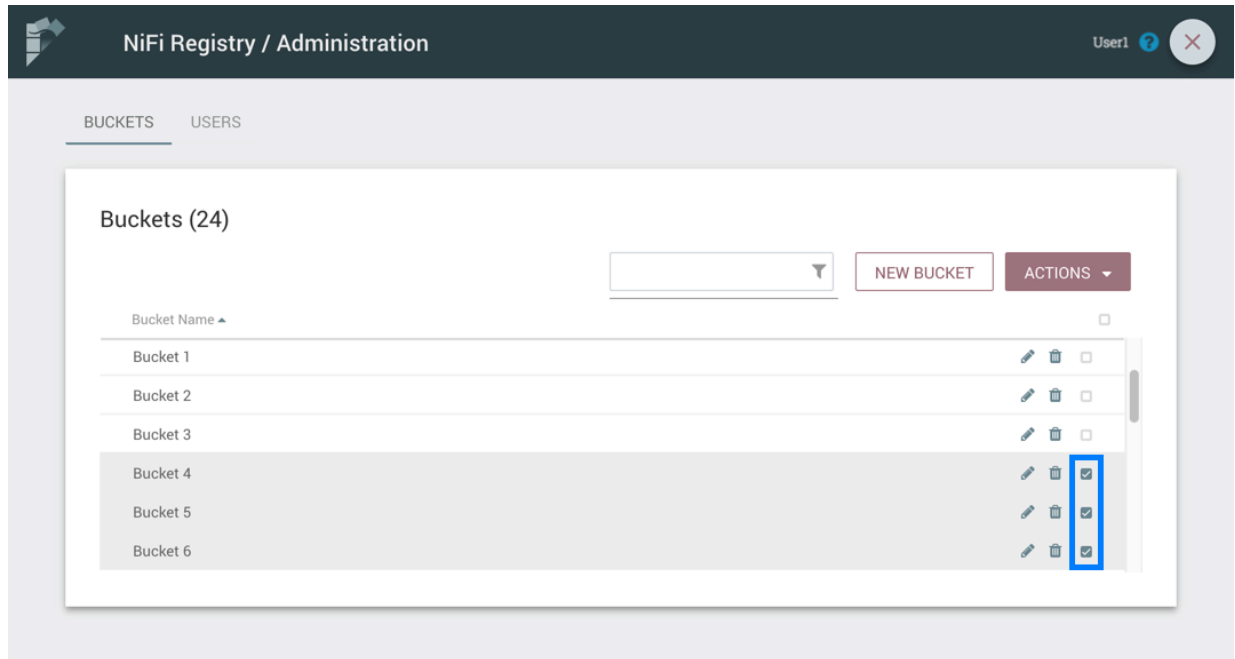 NiFi Registry / Administration
User1 ?
BUCKETS USERS
Buckets (24)
NEW BUCKET ACTIONS
Bucket Name
Bucket 1
Bucket 2
Bucket 3
Bucket 4
Bucket 5
Bucket 6